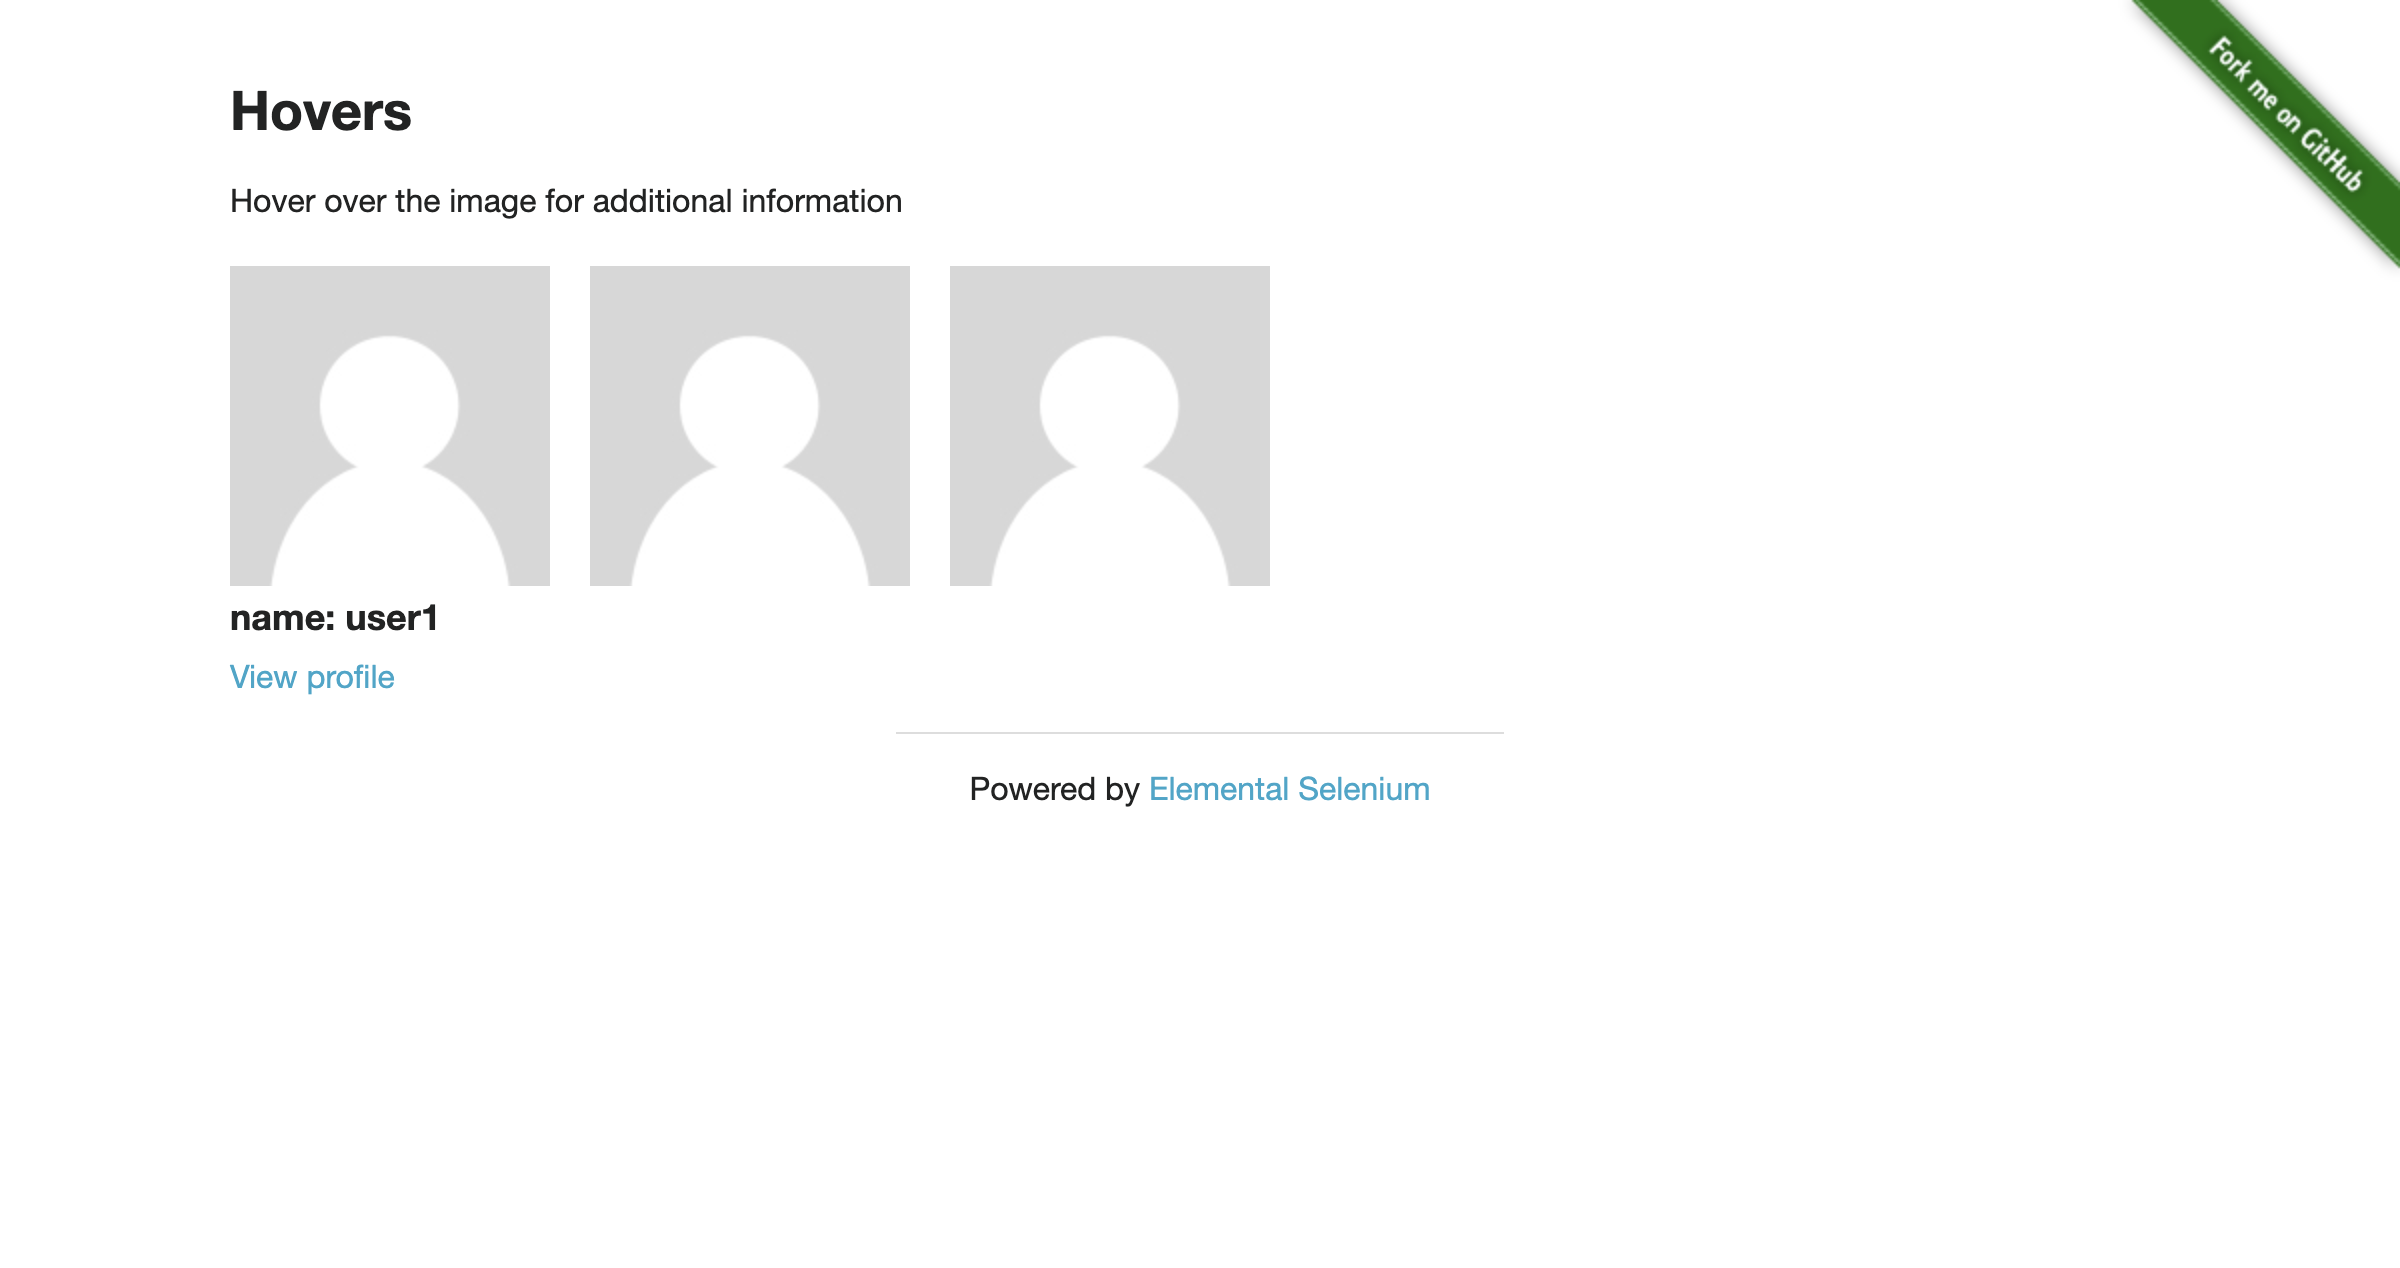 Fork me on GitHub
Hovers
Hover over the image for additional information
name: user1
View profile
Powered by Elemental Selenium